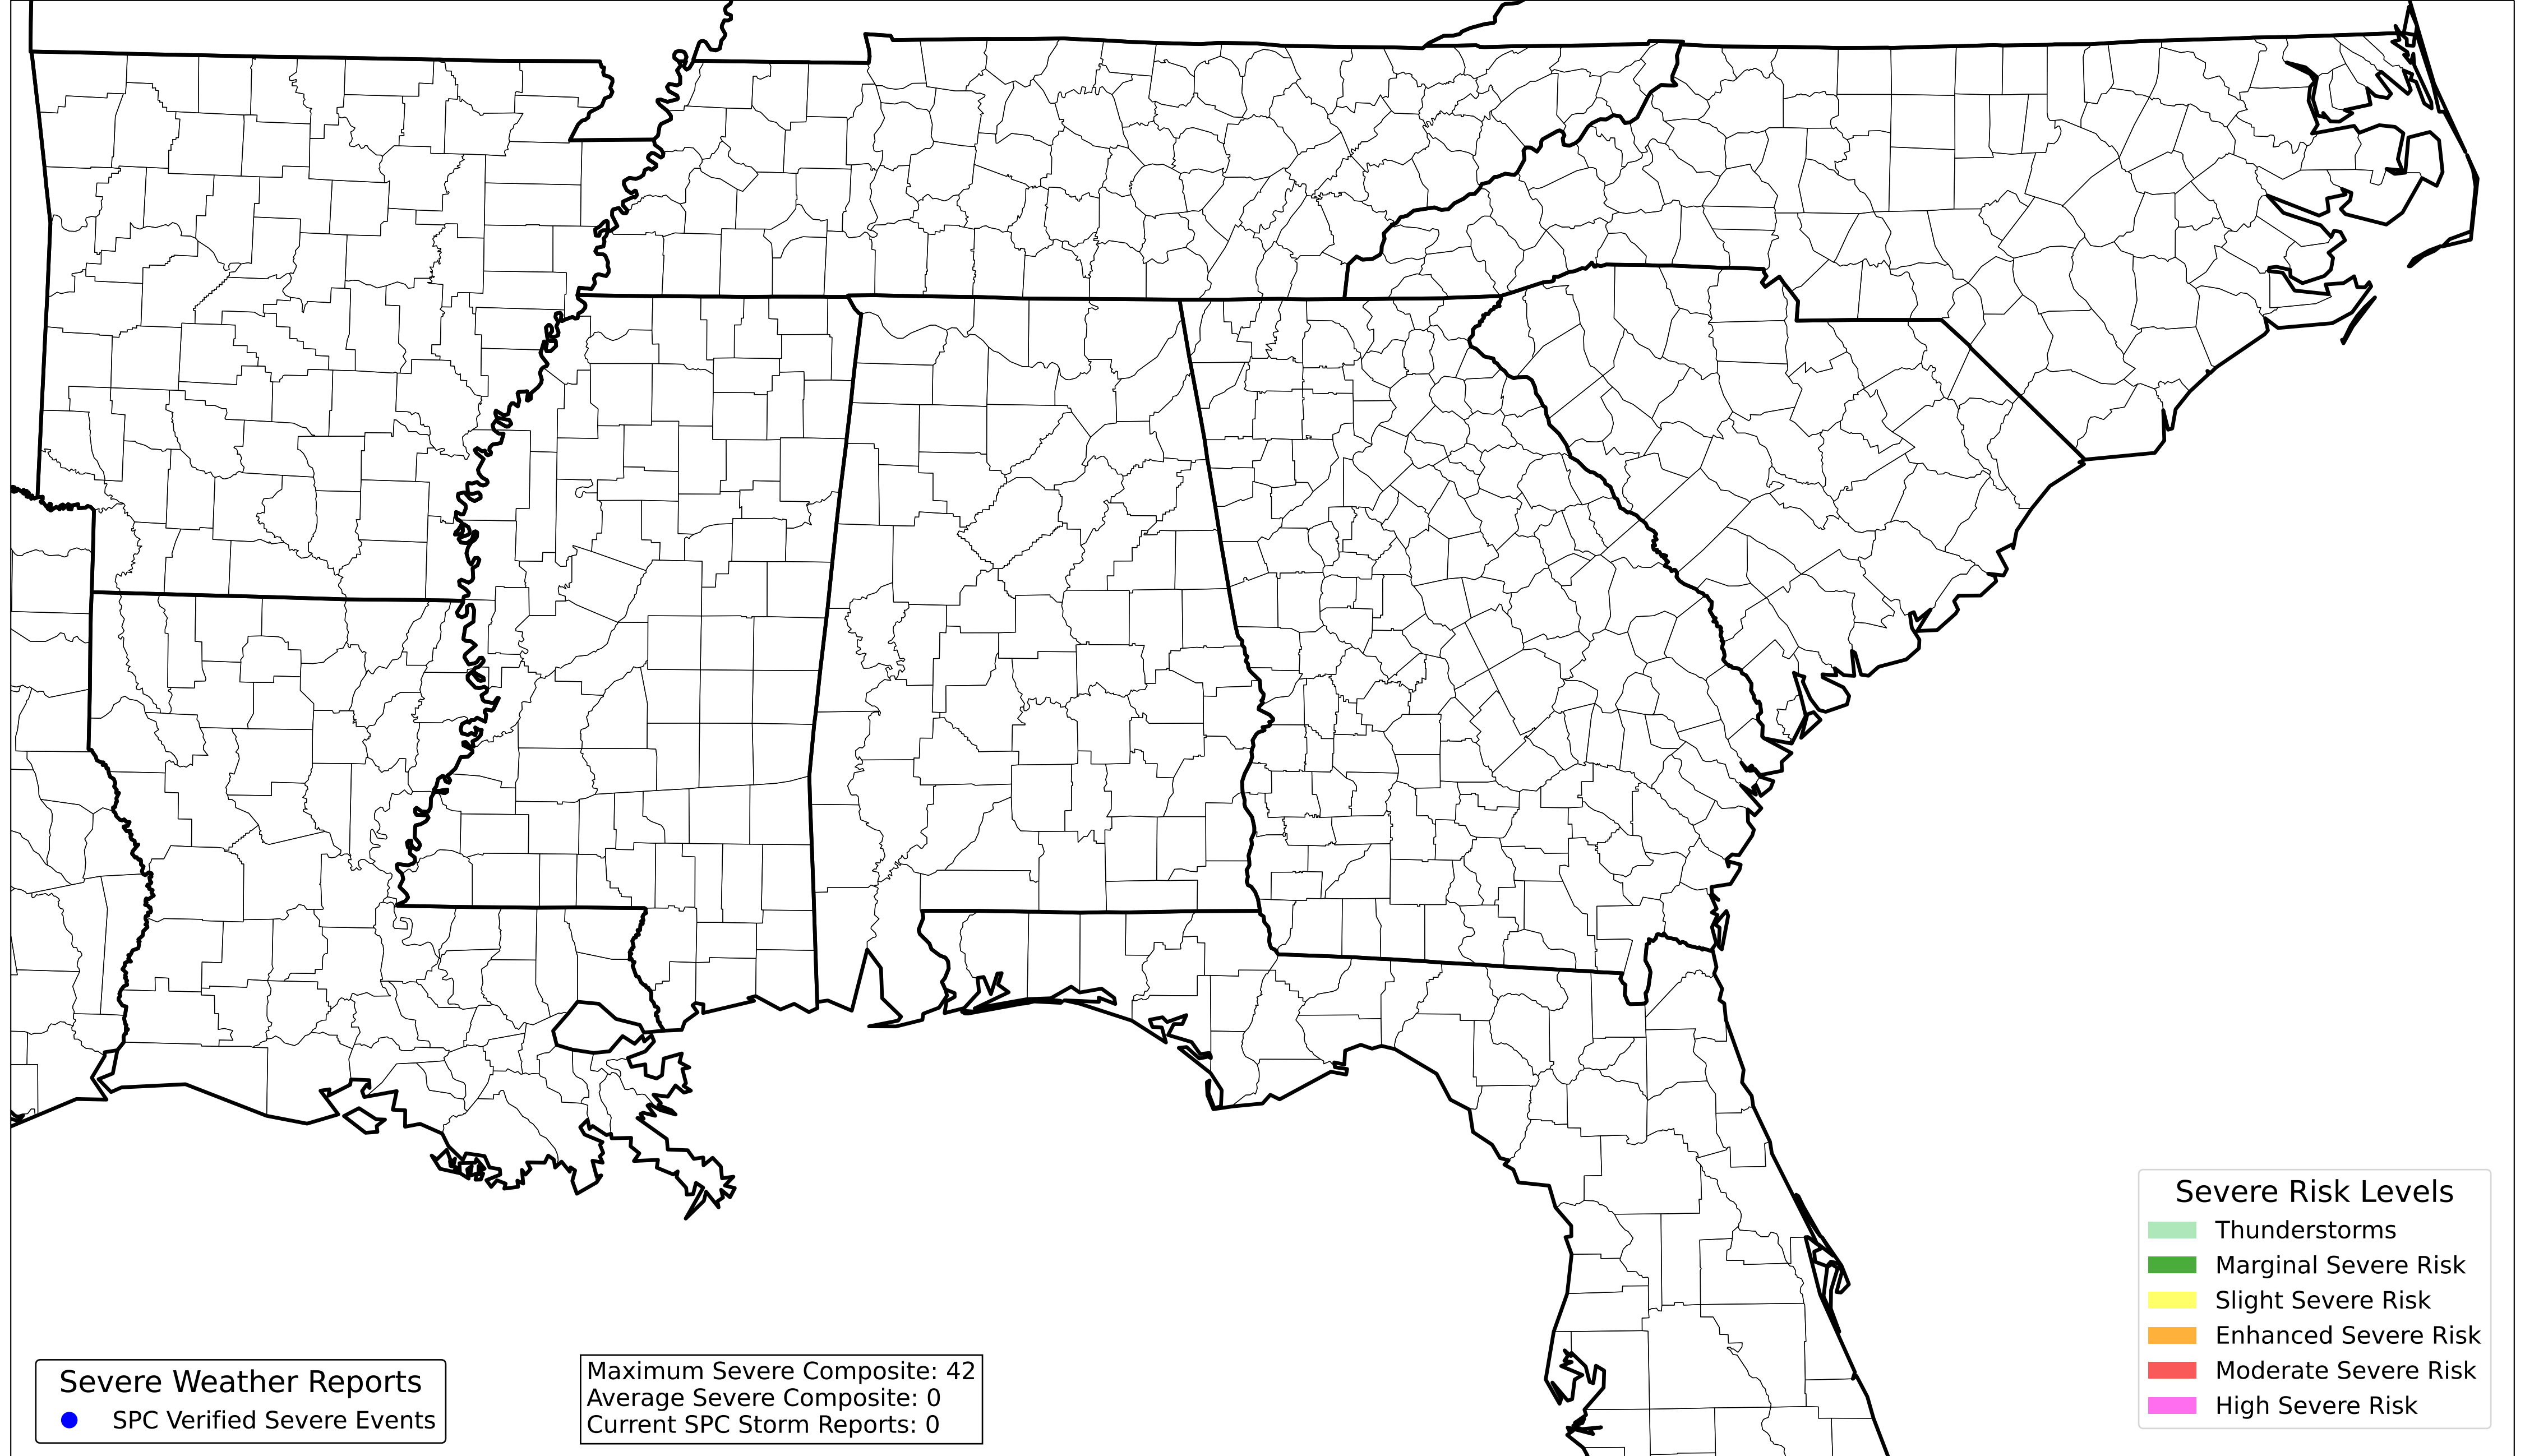 Severe Risk Levels
Thunderstorms
Marginal Severe Risk
Slight Severe Risk
Enhanced Severe Risk
Moderate Severe Risk
High Severe Risk
Severe Weather Reports
SPC Verified Severe Events
Maximum Severe Composite: 42
Average Severe Composite: 0
Current SPC Storm Reports: 0